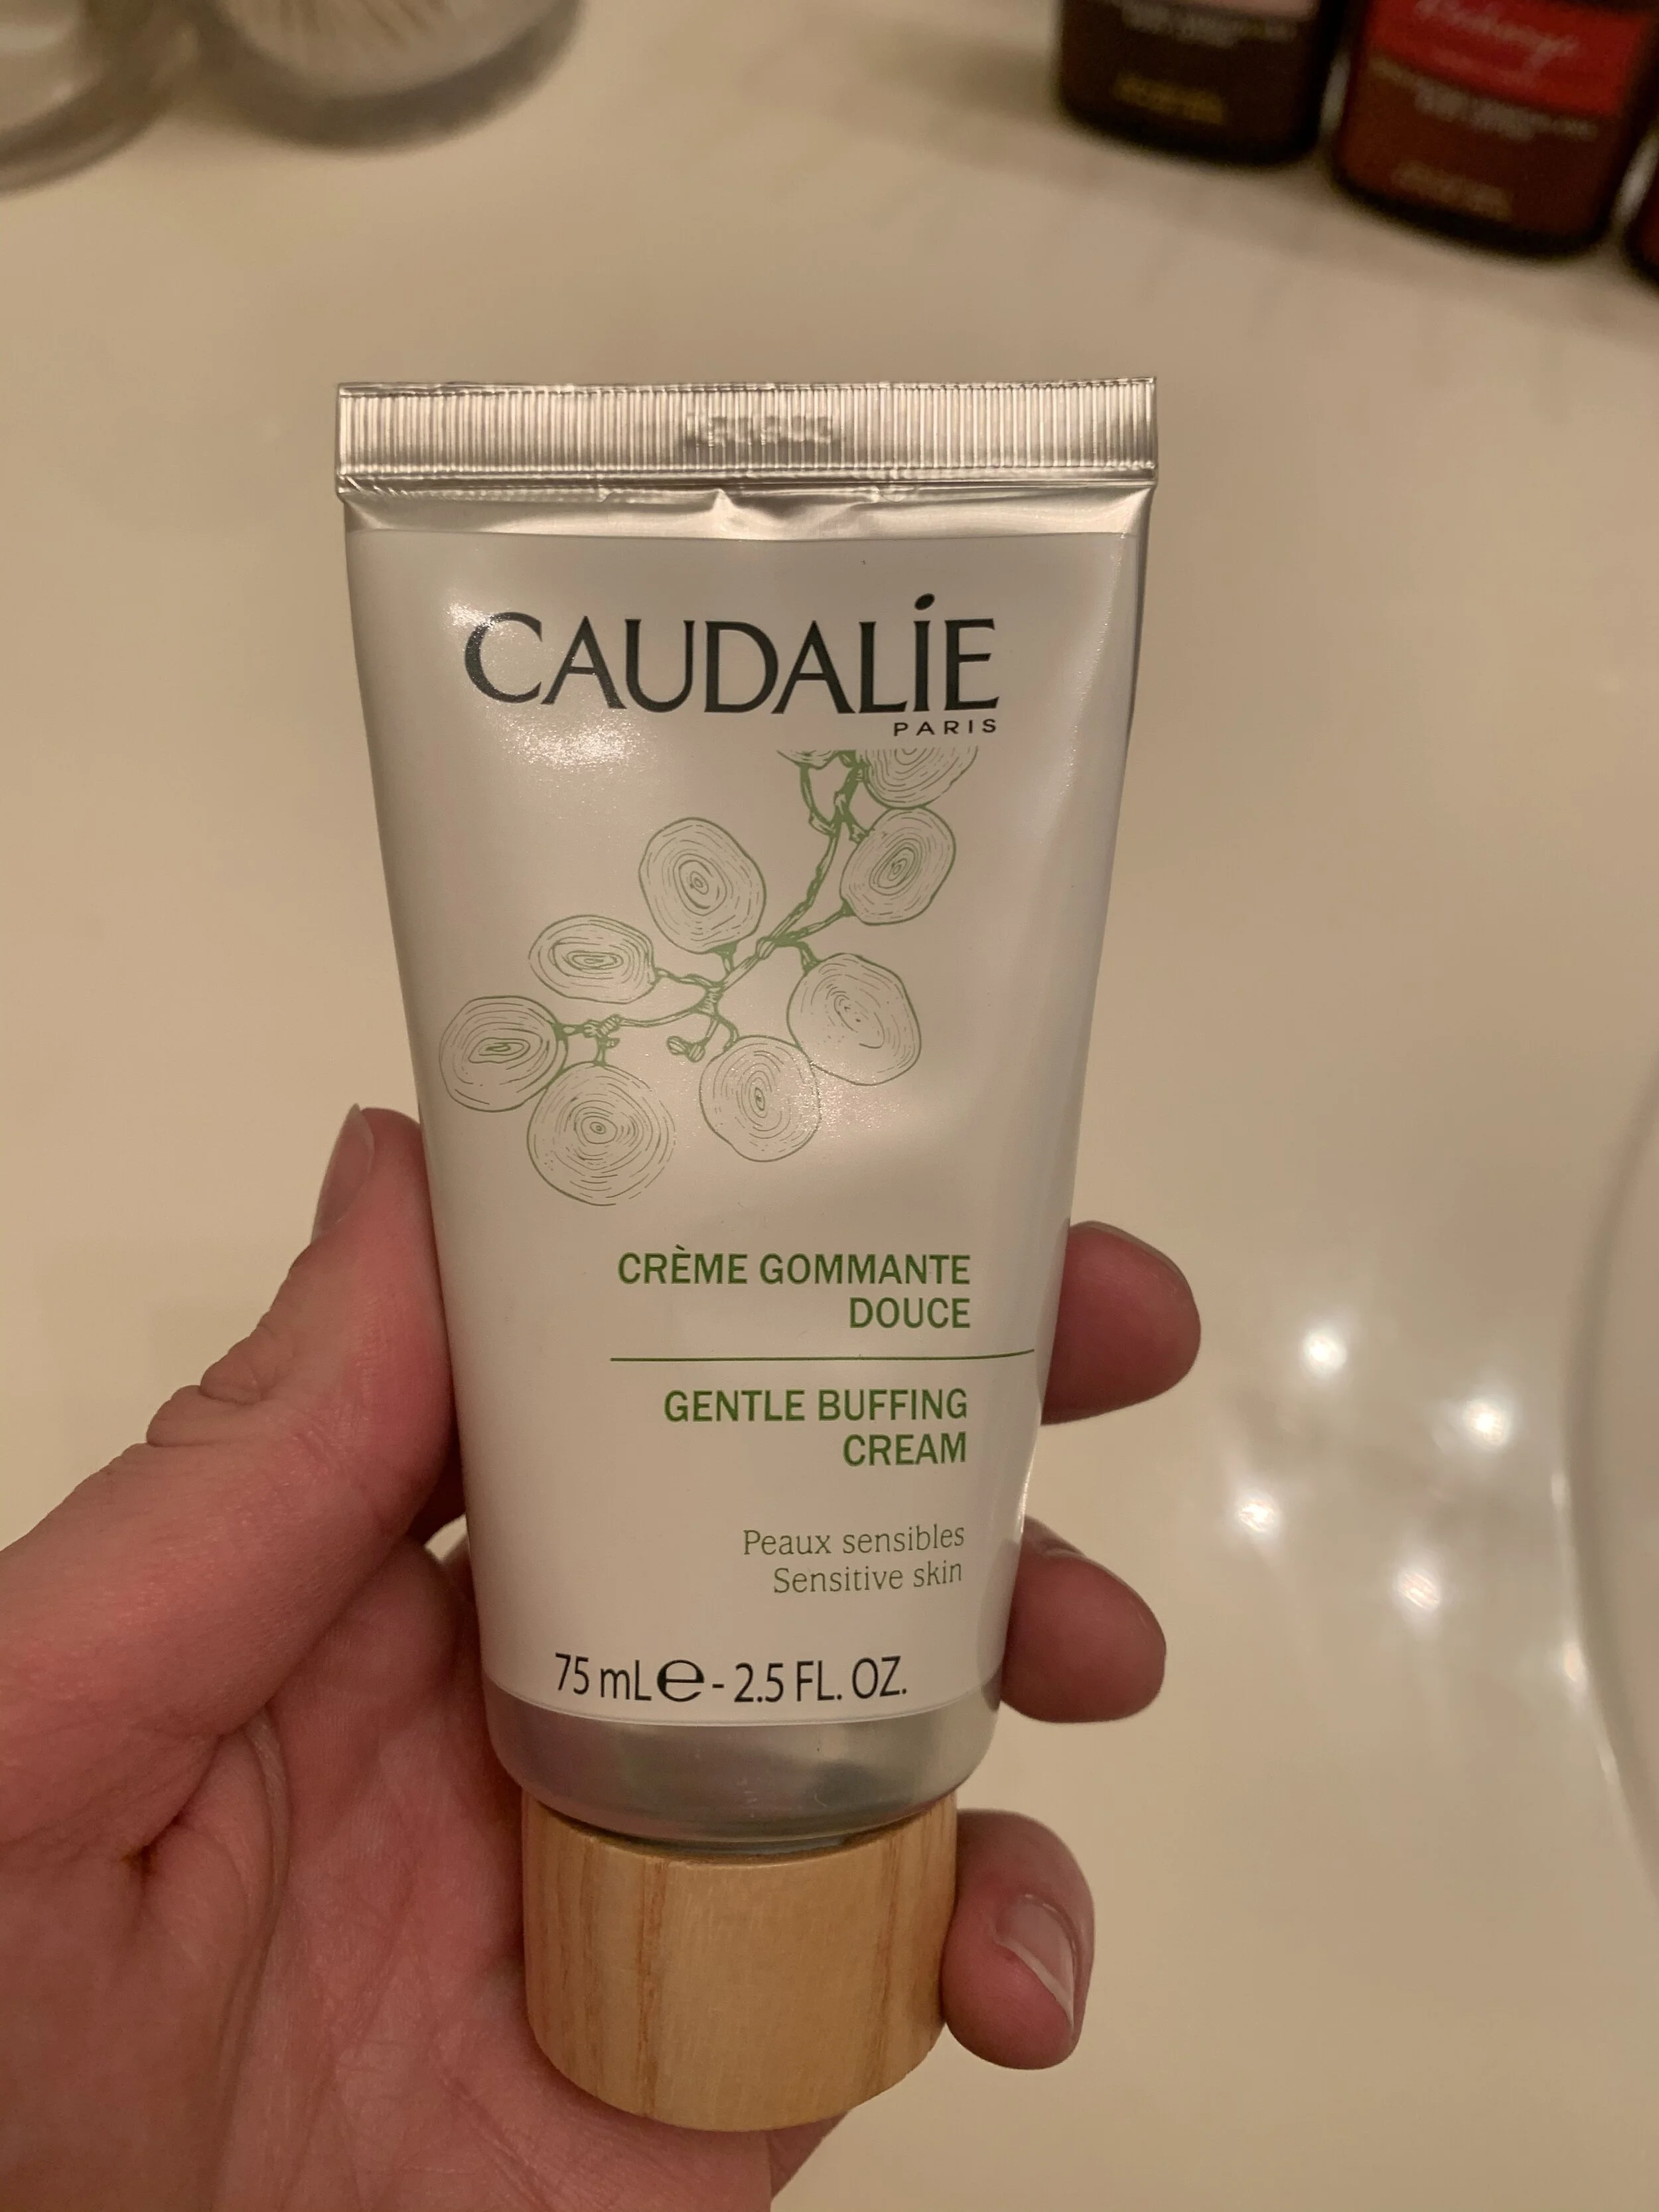 CAUDALIE
PARIS
CRÈME GOMMANTE
DOUCE
GENTLE BUFFING
CREAM
Peaux sensibles
Sensitive skin
75 mL ℮ - 2.5 FL. OZ.